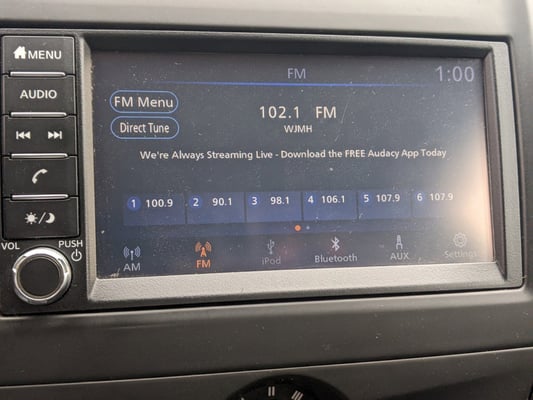 MENU
FM
1:00
AUDIO
FM Menu
102.1 FM
Direct Tune
WJMH
We're Always Streaming Live - Download the FREE Audacy App Today
1 100.9 2 90.1 3 98.1 4 106.1 5 107.9 6 107.9
AM FM iPod Bluetooth AUX Settings
VOL PUSH